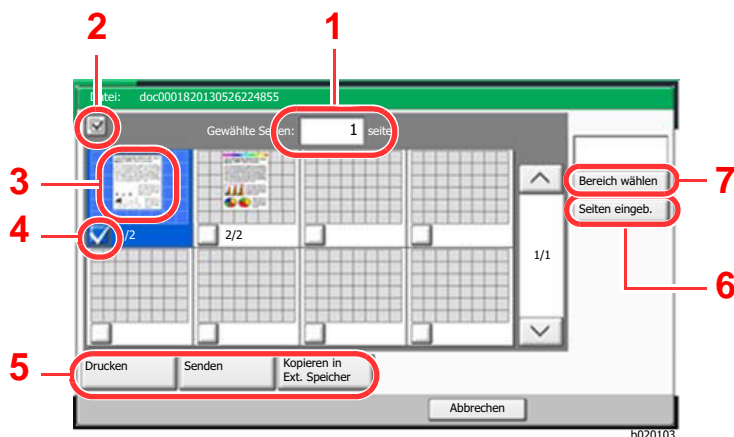 1
2
Datei: doc0001820130526224855
Gewählte Seiten: 1 seite
3
7
Bereich wählen
Seiten eingeb.
4
/2
2/2
1/1
6
5
Drucken
Senden
Kopieren in
Ext. Speicher
Abbrechen
b020103